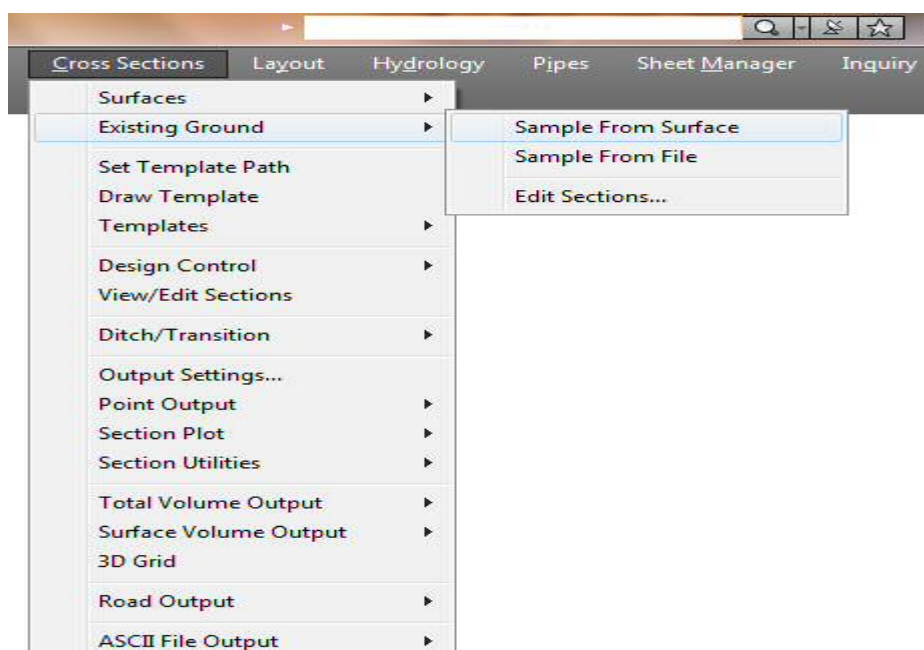 Cross Sections Layout Hydrology Pipes Sheet Manager Inquiry
Surfaces
Existing Ground
Sample From Surface
Sample From File
Edit Sections...
Set Template Path
Draw Template
Templates
Design Control
View/Edit Sections
Ditch/Transition
Output Settings...
Point Output
Section Plot
Section Utilities
Total Volume Output
Surface Volume Output
3D Grid
Road Output
ASCII File Output